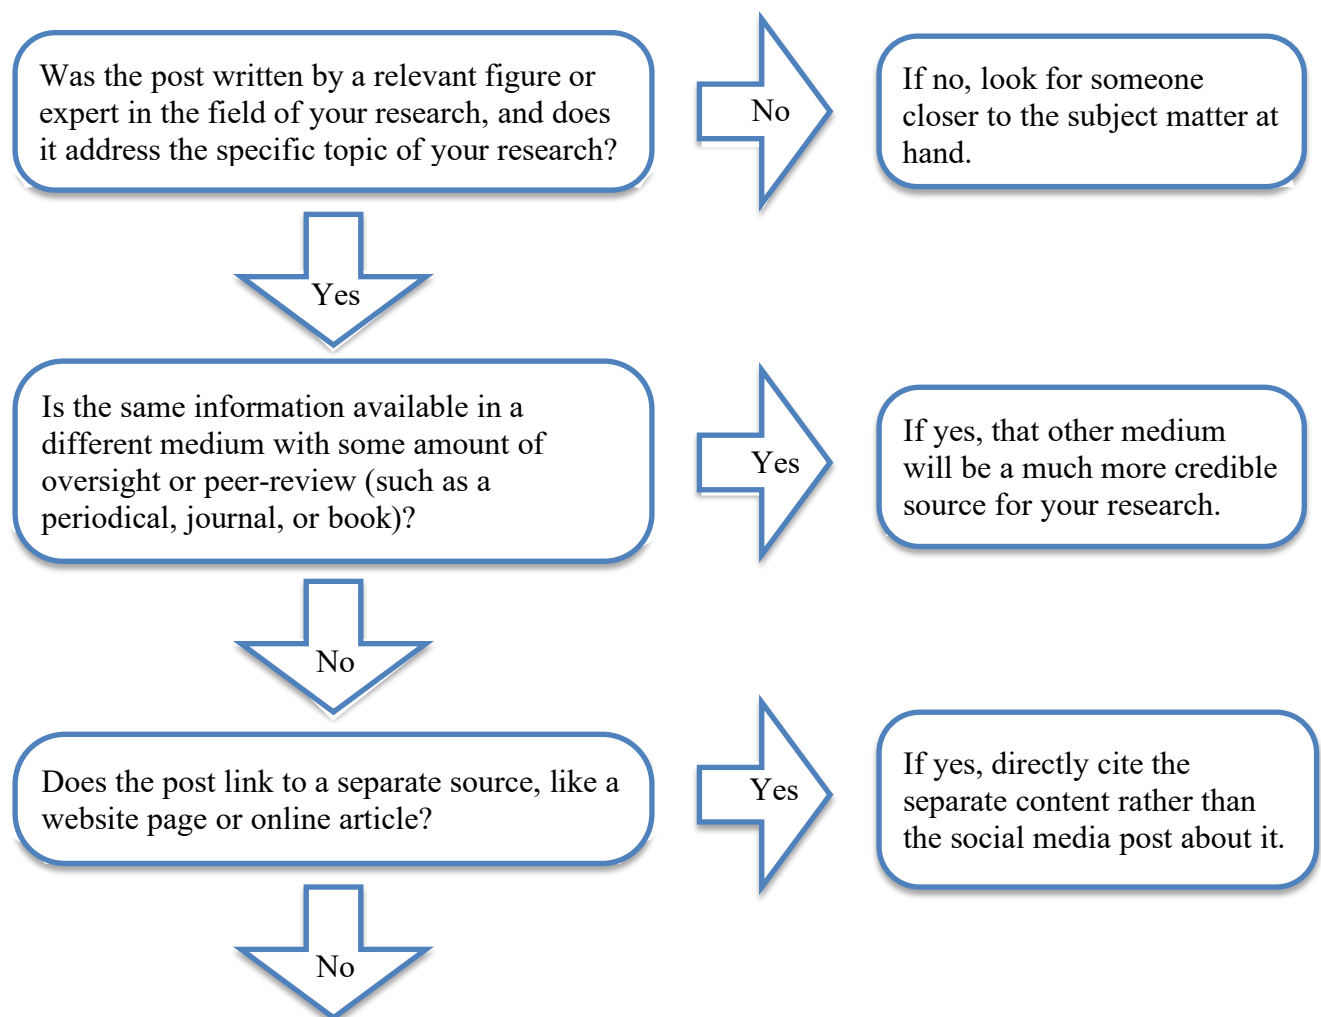 Was the post written by a relevant figure or
expert in the field of your research, and does
it address the specific topic of your research?
No
If no, look for someone
closer to the subject matter at
hand.
Yes
Is the same information available in a
different medium with some amount of
oversight or peer-review (such as a
periodical, journal, or book)?
Yes
If yes, that other medium
will be a much more credible
source for your research.
No
Does the post link to a separate source, like a
website page or online article?
Yes
If yes, directly cite the
separate content rather than
the social media post about it.
No